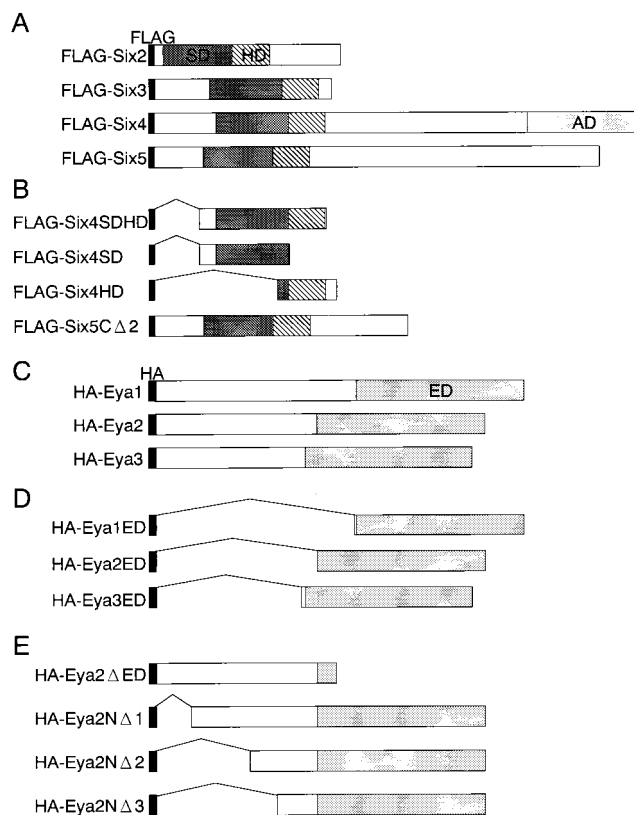 A
FLAG
FLAG-Six2 SD HD
FLAG-Six3
FLAG-Six4 AD
FLAG-Six5
B
FLAG-Six4SDHD
FLAG-Six4SD
FLAG-Six4HD
FLAG-Six5CΔ2
C
HA
HA-Eya1 ED
HA-Eya2
HA-Eya3
D
HA-Eya1ED
HA-Eya2ED
HA-Eya3ED
E
HA-Eya2ΔED
HA-Eya2NΔ1
HA-Eya2NΔ2
HA-Eya2NΔ3